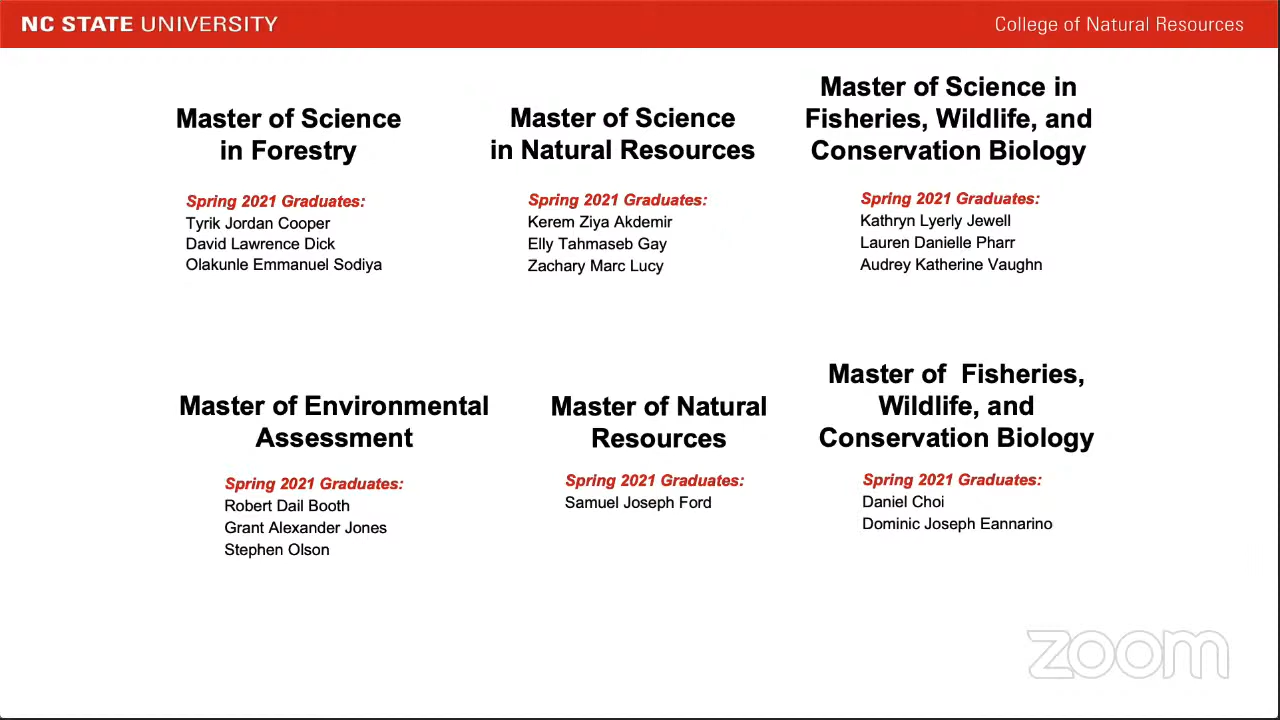 NC STATE UNIVERSITY
College of Natural Resources
Master of Science
in Forestry
Spring 2021 Graduates:
Tyrik Jordan Cooper
David Lawrence Dick
Olakunle Emmanuel Sodiya
Master of Science
in Natural Resources
Spring 2021 Graduates:
Kerem Ziya Akdemir
Elly Tahmaseb Gay
Zachary Marc Lucy
Master of Science in
Fisheries, Wildlife, and
Conservation Biology
Spring 2021 Graduates:
Kathryn Lyerly Jewell
Lauren Danielle Pharr
Audrey Katherine Vaughn
Master of Environmental
Assessment
Spring 2021 Graduates:
Robert Dail Booth
Grant Alexander Jones
Stephen Olson
Master of Natural
Resources
Spring 2021 Graduates:
Samuel Joseph Ford
Master of Fisheries,
Wildlife, and
Conservation Biology
Spring 2021 Graduates:
Daniel Choi
Dominic Joseph Eannarino
zoom